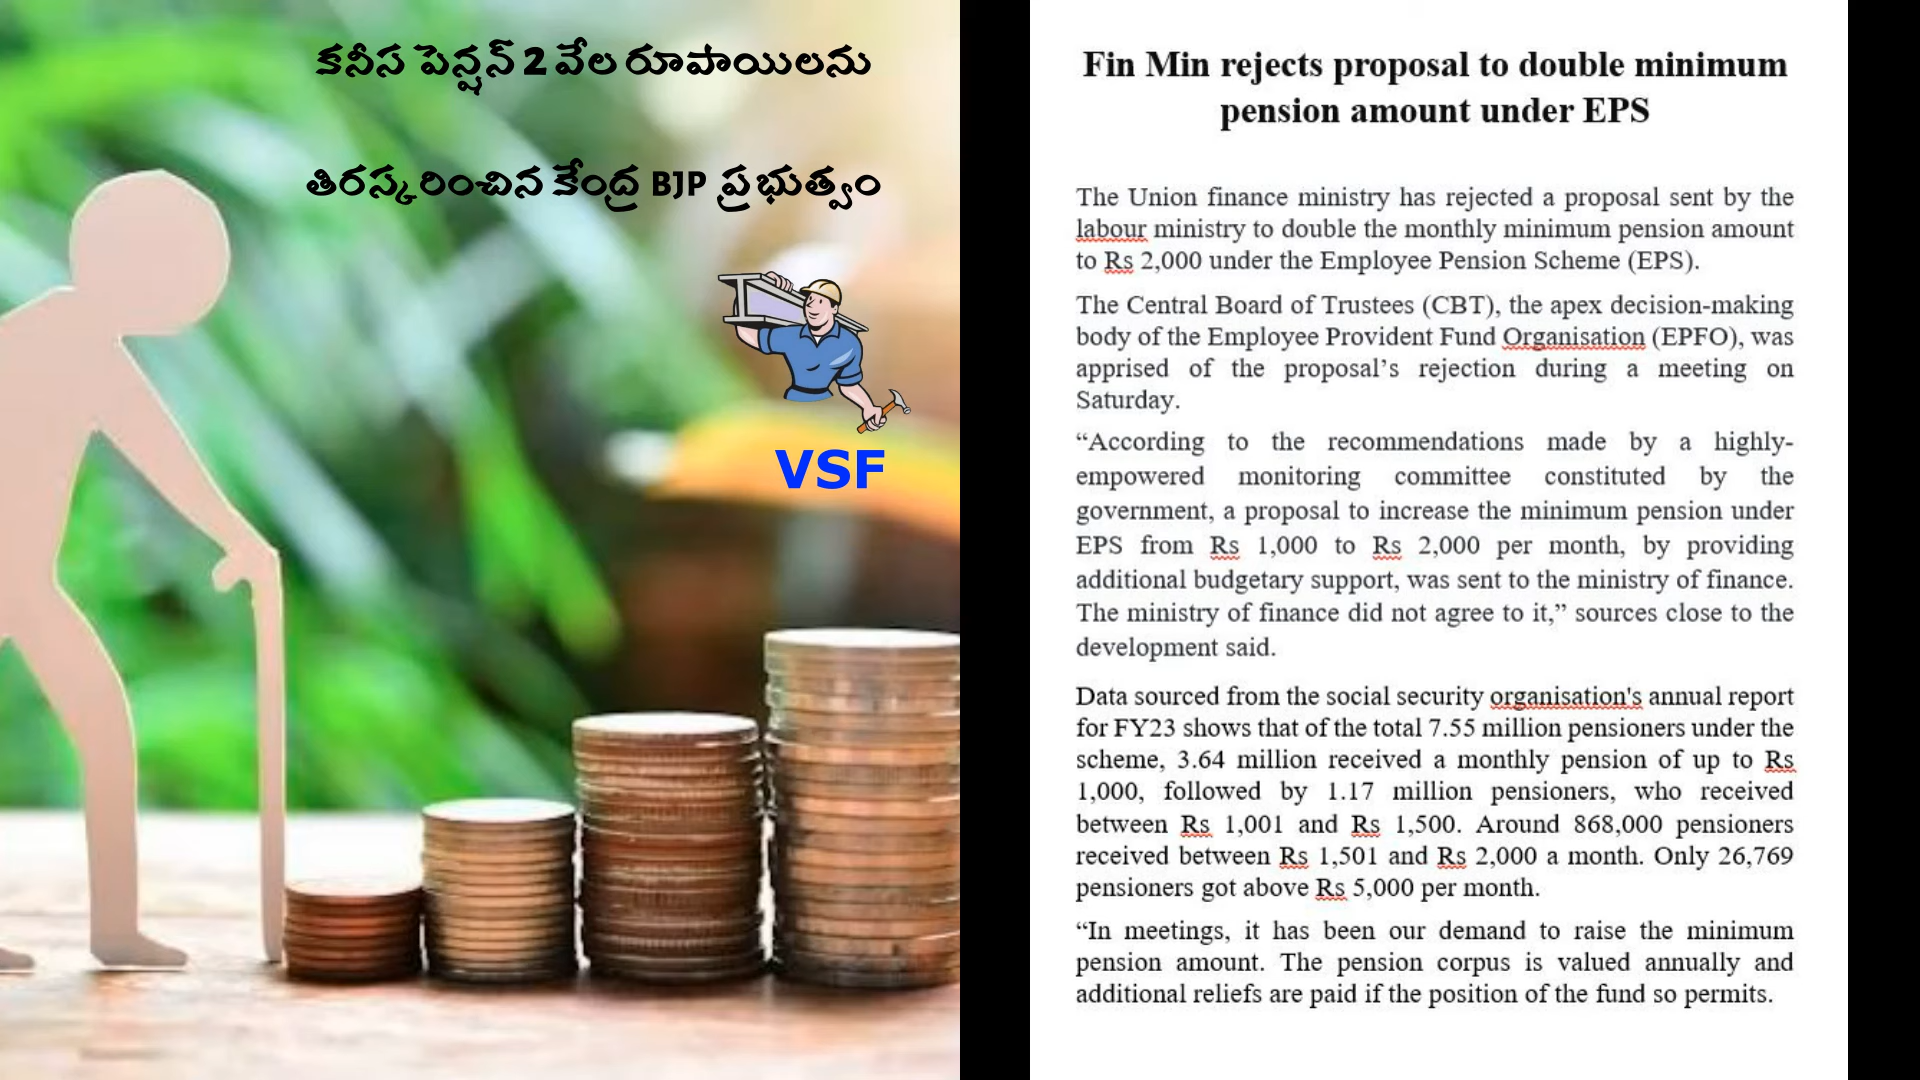 కనీస పెన్షన్ 2 వేల రూపాయిలను
తిరస్కరించిన కేంద్ర BJP ప్రభుత్వం
VSF
Fin Min rejects proposal to double minimum
pension amount under EPS
The Union finance ministry has rejected a proposal sent by the
labour ministry to double the monthly minimum pension amount
to Rs 2,000 under the Employee Pension Scheme (EPS).
The Central Board of Trustees (CBT), the apex decision-making
body of the Employee Provident Fund Organisation (EPFO), was
apprised of the proposal’s rejection during a meeting on
Saturday.
“According to the recommendations made by a highly-
empowered monitoring committee constituted by the
government, a proposal to increase the minimum pension under
EPS from Rs 1,000 to Rs 2,000 per month, by providing
additional budgetary support, was sent to the ministry of finance.
The ministry of finance did not agree to it,” sources close to the
development said.
Data sourced from the social security organisation's annual report
for FY23 shows that of the total 7.55 million pensioners under the
scheme, 3.64 million received a monthly pension of up to Rs
1,000, followed by 1.17 million pensioners, who received
between Rs 1,001 and Rs 1,500. Around 868,000 pensioners
received between Rs 1,501 and Rs 2,000 a month. Only 26,769
pensioners got above Rs 5,000 per month.
“In meetings, it has been our demand to raise the minimum
pension amount. The pension corpus is valued annually and
additional reliefs are paid if the position of the fund so permits.